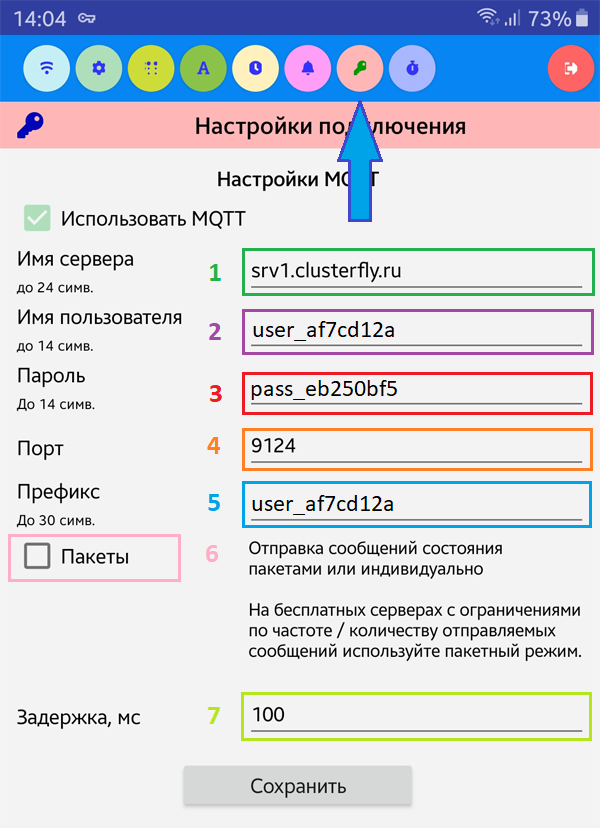 14:04 73%
A
Настройки подключения
Настройки MQTT
Использовать MQTT
Имя сервера
до 24 симв.
1 srv1.clusterfly.ru
Имя пользователя
до 14 симв.
2 user_af7cd12a
Пароль
До 14 симв.
3 pass_eb250bf5
Порт 4 9124
Префикс
До 30 симв.
5 user_af7cd12a
Пакеты 6 Отправка сообщений состояния
пакетами или индивидуально
На бесплатных серверах с ограничениями
по частоте / количеству отправляемых
сообщений используйте пакетный режим.
Задержка, мс 7 100
Сохранить